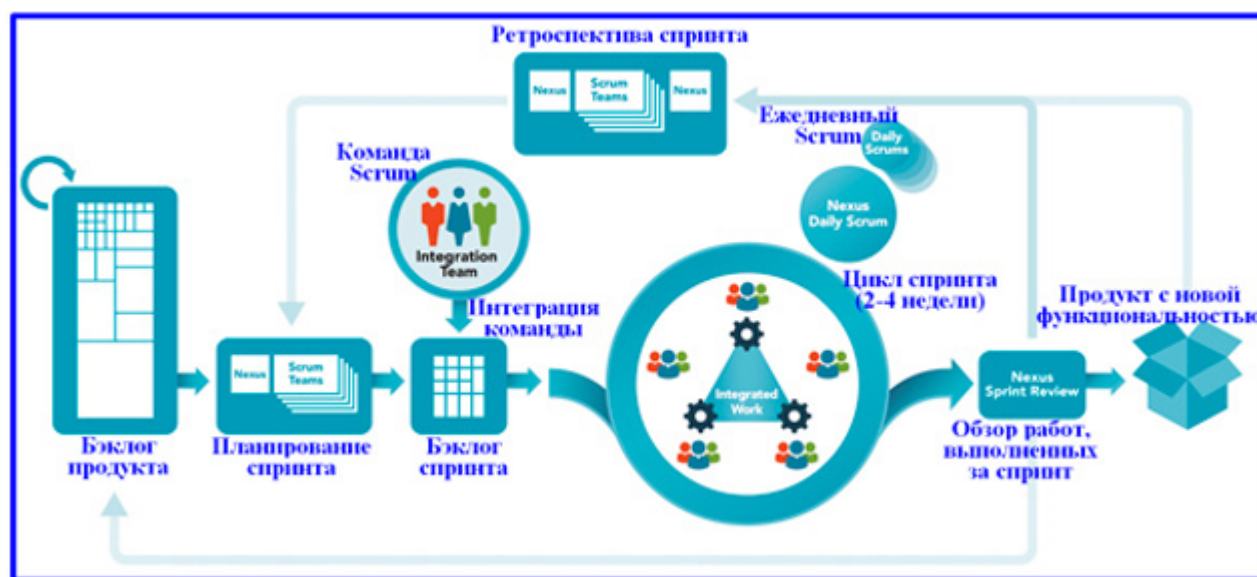 Ретроспектива спринта
Nexus
Scrum
Teams
Nexus
Ежедневный
Scrum
Daily
Scrums
Команда
Scrum
Nexus
Daily Scrum
Integration
Team
Цикл спринта
(2-4 недели)
Интеграция
команды
Продукт с новой
функциональностью
Nexus
Scrum
Teams
Integrated
Work
Nexus
Sprint Review
Бэклог
продукта
Планирование
спринта
Бэклог
спринта
Обзор работ,
выполненных
за спринт